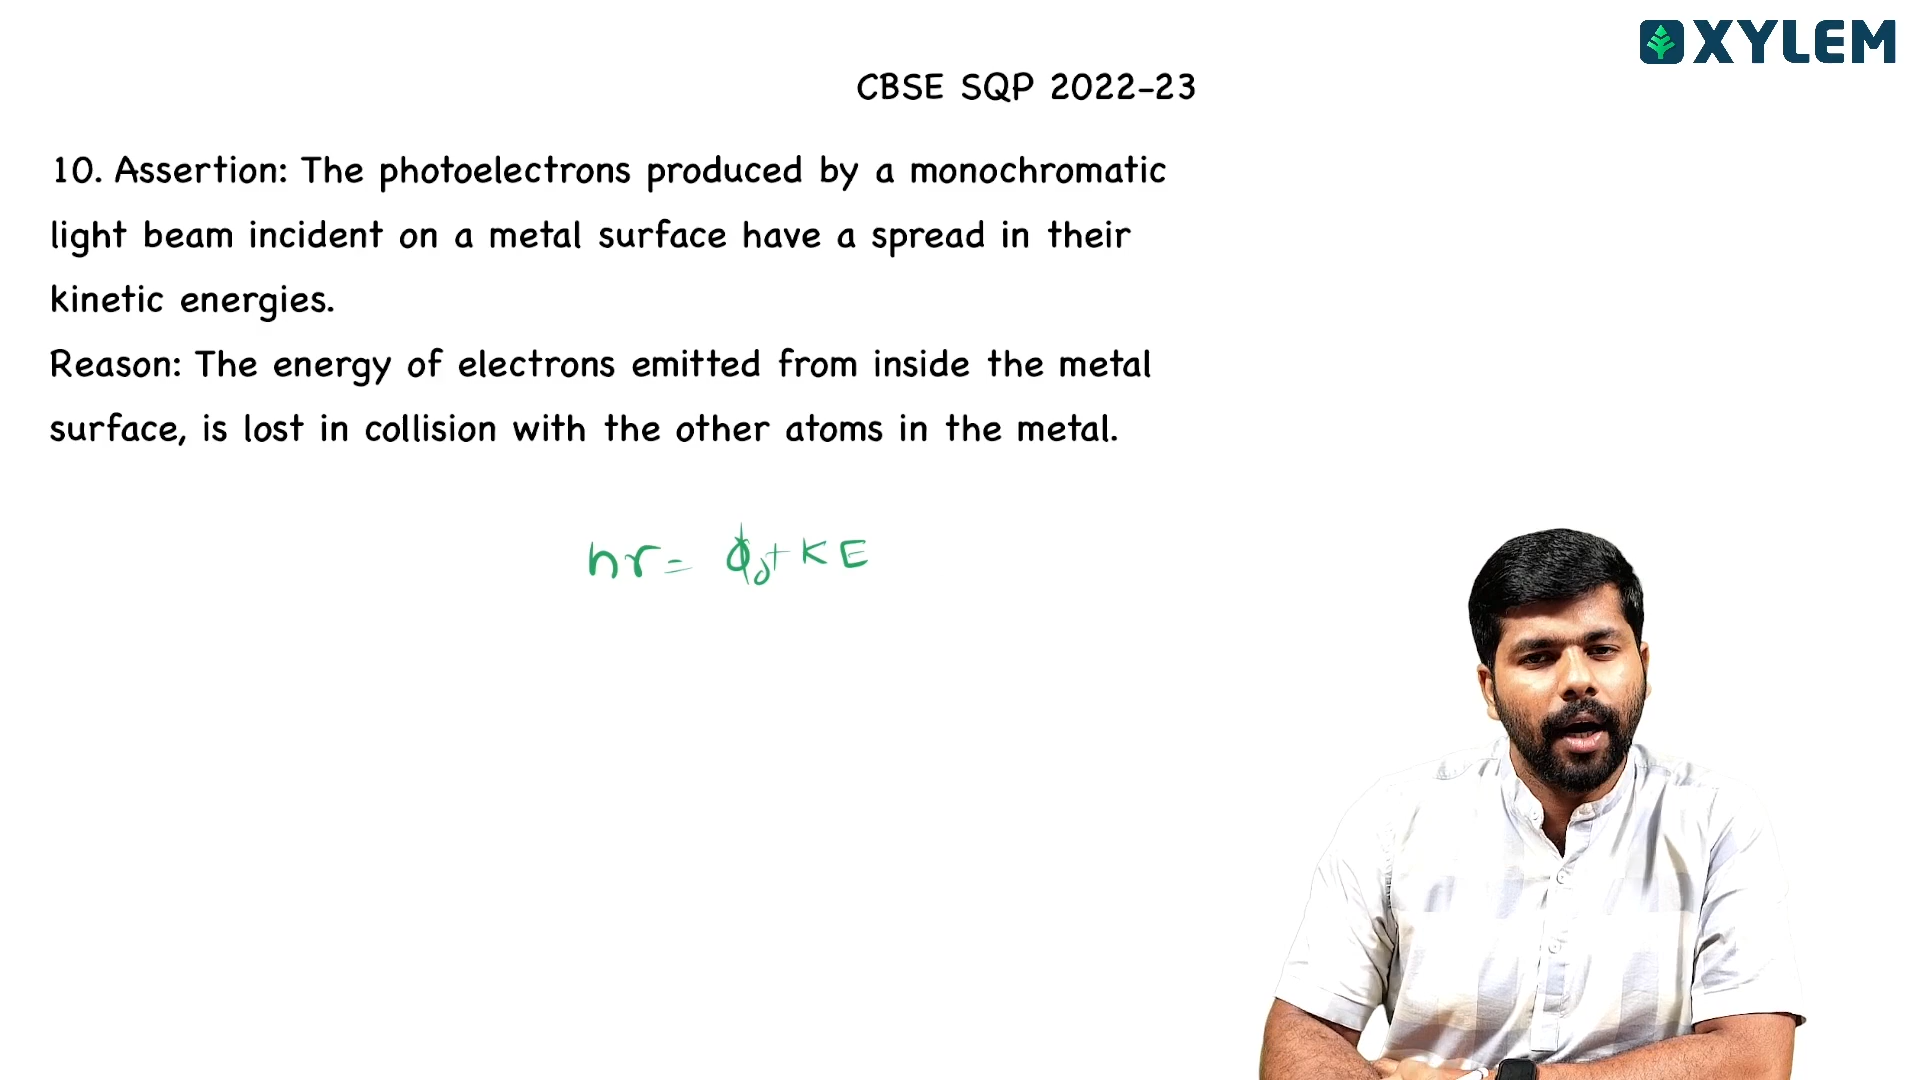 XYLEM
CBSE SQP 2022-23
10. Assertion: The photoelectrons produced by a monochromatic
light beam incident on a metal surface have a spread in their
kinetic energies.
Reason: The energy of electrons emitted from inside the metal
surface, is lost in collision with the other atoms in the metal.
hν = ϕ₀ + KE